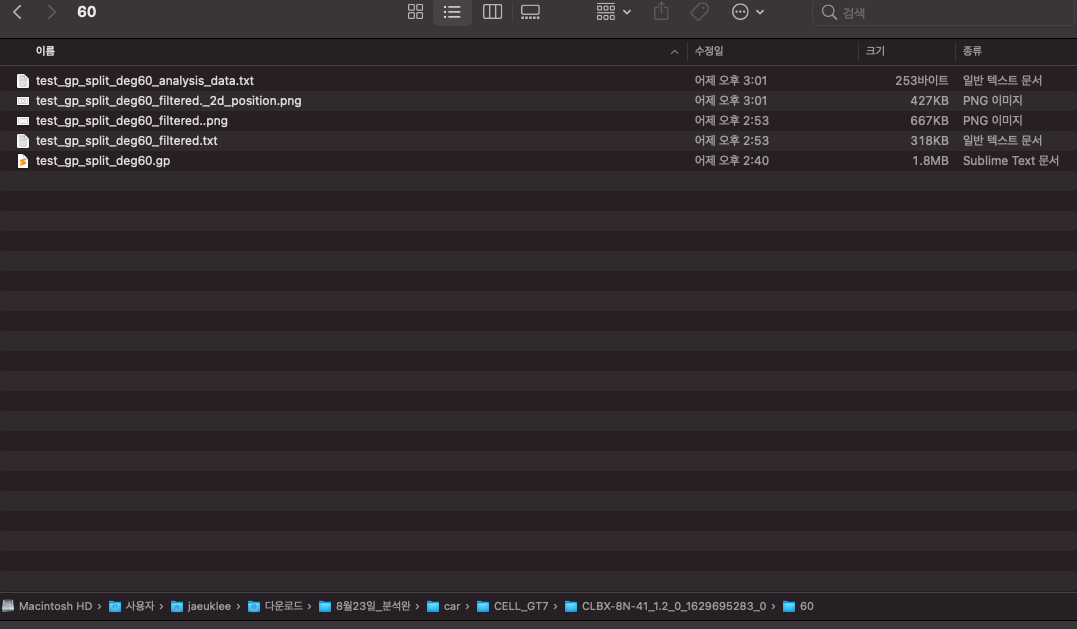 60
검색
이름 수정일 크기 종류
test_gp_split_deg60_analysis_data.txt 어제 오후 3:01 253바이트 일반 텍스트 문서
test_gp_split_deg60_filtered._2d_position.png 어제 오후 3:01 427KB PNG 이미지
test_gp_split_deg60_filtered..png 어제 오후 2:53 667KB PNG 이미지
test_gp_split_deg60_filtered.txt 어제 오후 2:53 318KB 일반 텍스트 문서
test_gp_split_deg60.gp 어제 오후 2:40 1.8MB Sublime Text 문서
Macintosh HD › 사용자 › jaeuklee › 다운로드 › 8월23일_분석완 › car › CELL_GT7 › CLBX-8N-41_1.2_0_1629695283_0 › 60